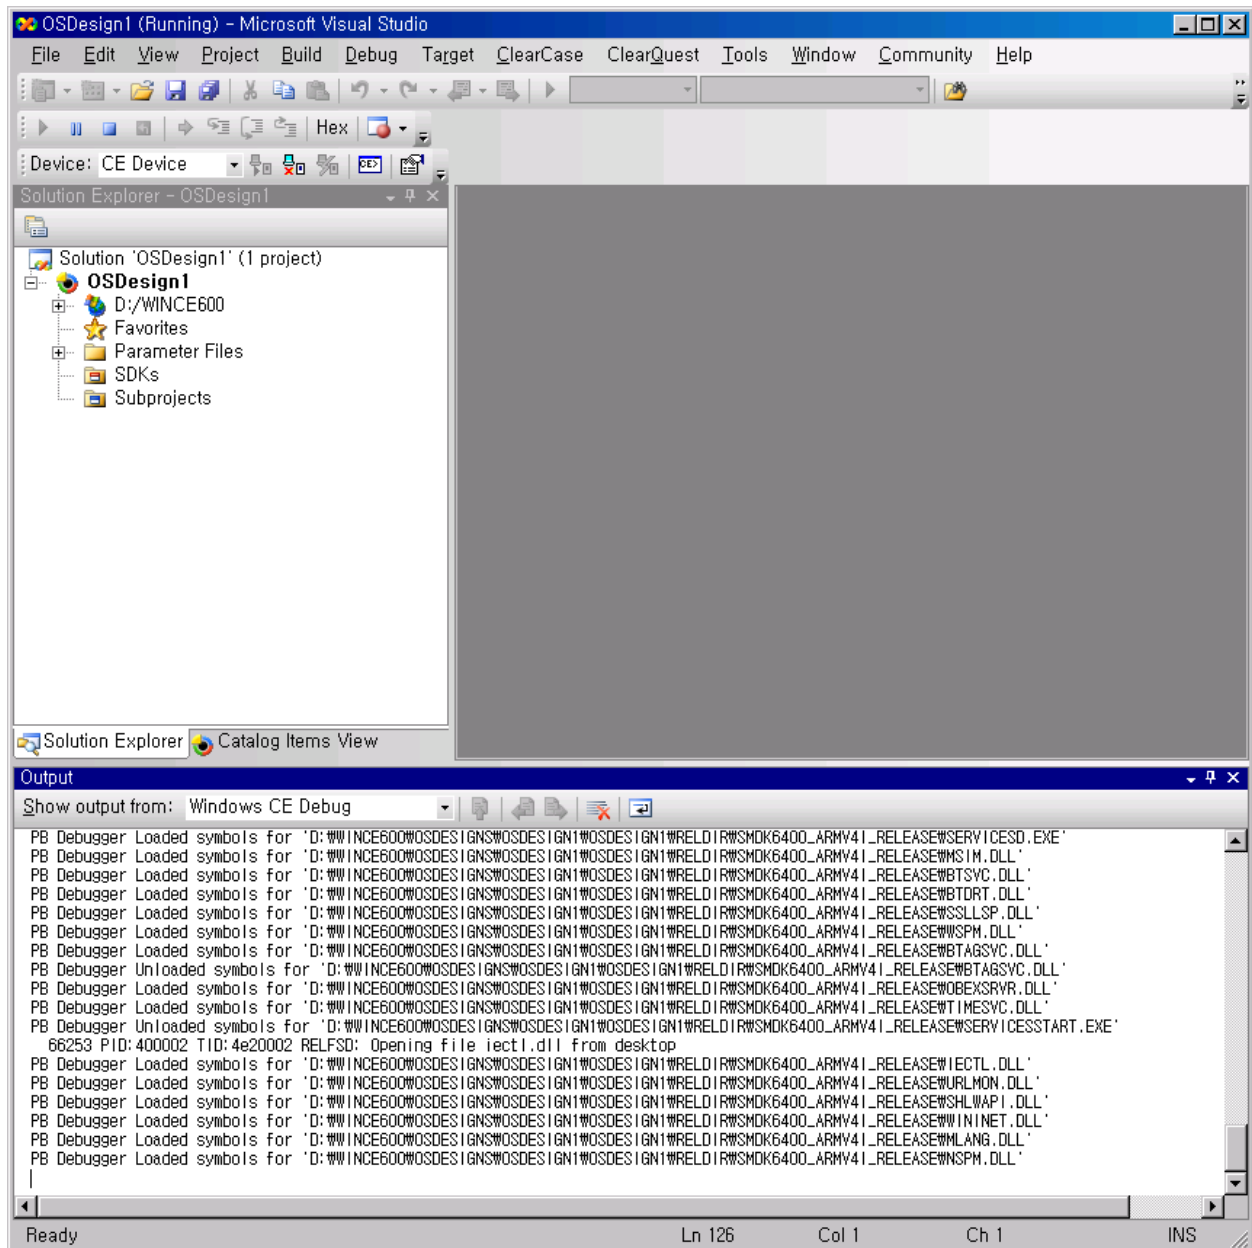 OSDesign1 (Running) - Microsoft Visual Studio
File Edit View Project Build Debug Target ClearCase ClearQuest Tools Window Community Help
Hex
Device: CE Device
Solution Explorer - OSDesign1
Solution 'OSDesign1' (1 project)
OSDesign1
D:/WINCE600
Favorites
Parameter Files
SDKs
Subprojects
Solution Explorer Catalog Items View
Output
Show output from: Windows CE Debug
PB Debugger Loaded symbols for 'D:₩WINCE600₩OSDESIGNS₩OSDESIGN1₩OSDESIGN1₩RELDIR₩SMDK6400_ARMV4I_RELEASE₩SERVICESD.EXE'
PB Debugger Loaded symbols for 'D:₩WINCE600₩OSDESIGNS₩OSDESIGN1₩OSDESIGN1₩RELDIR₩SMDK6400_ARMV4I_RELEASE₩MSIM.DLL'
PB Debugger Loaded symbols for 'D:₩WINCE600₩OSDESIGNS₩OSDESIGN1₩OSDESIGN1₩RELDIR₩SMDK6400_ARMV4I_RELEASE₩BTSVC.DLL'
PB Debugger Loaded symbols for 'D:₩WINCE600₩OSDESIGNS₩OSDESIGN1₩OSDESIGN1₩RELDIR₩SMDK6400_ARMV4I_RELEASE₩BTDRT.DLL'
PB Debugger Loaded symbols for 'D:₩WINCE600₩OSDESIGNS₩OSDESIGN1₩OSDESIGN1₩RELDIR₩SMDK6400_ARMV4I_RELEASE₩SSLLSP.DLL'
PB Debugger Loaded symbols for 'D:₩WINCE600₩OSDESIGNS₩OSDESIGN1₩OSDESIGN1₩RELDIR₩SMDK6400_ARMV4I_RELEASE₩WSPM.DLL'
PB Debugger Loaded symbols for 'D:₩WINCE600₩OSDESIGNS₩OSDESIGN1₩OSDESIGN1₩RELDIR₩SMDK6400_ARMV4I_RELEASE₩BTAGSVC.DLL'
PB Debugger Unloaded symbols for 'D:₩WINCE600₩OSDESIGNS₩OSDESIGN1₩OSDESIGN1₩RELDIR₩SMDK6400_ARMV4I_RELEASE₩BTAGSVC.DLL'
PB Debugger Loaded symbols for 'D:₩WINCE600₩OSDESIGNS₩OSDESIGN1₩OSDESIGN1₩RELDIR₩SMDK6400_ARMV4I_RELEASE₩OBEXSRVR.DLL'
PB Debugger Loaded symbols for 'D:₩WINCE600₩OSDESIGNS₩OSDESIGN1₩OSDESIGN1₩RELDIR₩SMDK6400_ARMV4I_RELEASE₩TIMESVC.DLL'
PB Debugger Unloaded symbols for 'D:₩WINCE600₩OSDESIGNS₩OSDESIGN1₩OSDESIGN1₩RELDIR₩SMDK6400_ARMV4I_RELEASE₩SERVICESSTART.EXE'
66253 PID:400002 TID:4e20002 RELFSD: Opening file iectl.dll from desktop
PB Debugger Loaded symbols for 'D:₩WINCE600₩OSDESIGNS₩OSDESIGN1₩OSDESIGN1₩RELDIR₩SMDK6400_ARMV4I_RELEASE₩IECTL.DLL'
PB Debugger Loaded symbols for 'D:₩WINCE600₩OSDESIGNS₩OSDESIGN1₩OSDESIGN1₩RELDIR₩SMDK6400_ARMV4I_RELEASE₩URLMON.DLL'
PB Debugger Loaded symbols for 'D:₩WINCE600₩OSDESIGNS₩OSDESIGN1₩OSDESIGN1₩RELDIR₩SMDK6400_ARMV4I_RELEASE₩SHLWAPI.DLL'
PB Debugger Loaded symbols for 'D:₩WINCE600₩OSDESIGNS₩OSDESIGN1₩OSDESIGN1₩RELDIR₩SMDK6400_ARMV4I_RELEASE₩WININET.DLL'
PB Debugger Loaded symbols for 'D:₩WINCE600₩OSDESIGNS₩OSDESIGN1₩OSDESIGN1₩RELDIR₩SMDK6400_ARMV4I_RELEASE₩MLANG.DLL'
PB Debugger Loaded symbols for 'D:₩WINCE600₩OSDESIGNS₩OSDESIGN1₩OSDESIGN1₩RELDIR₩SMDK6400_ARMV4I_RELEASE₩NSPM.DLL'
Ready Ln 126 Col 1 Ch 1 INS